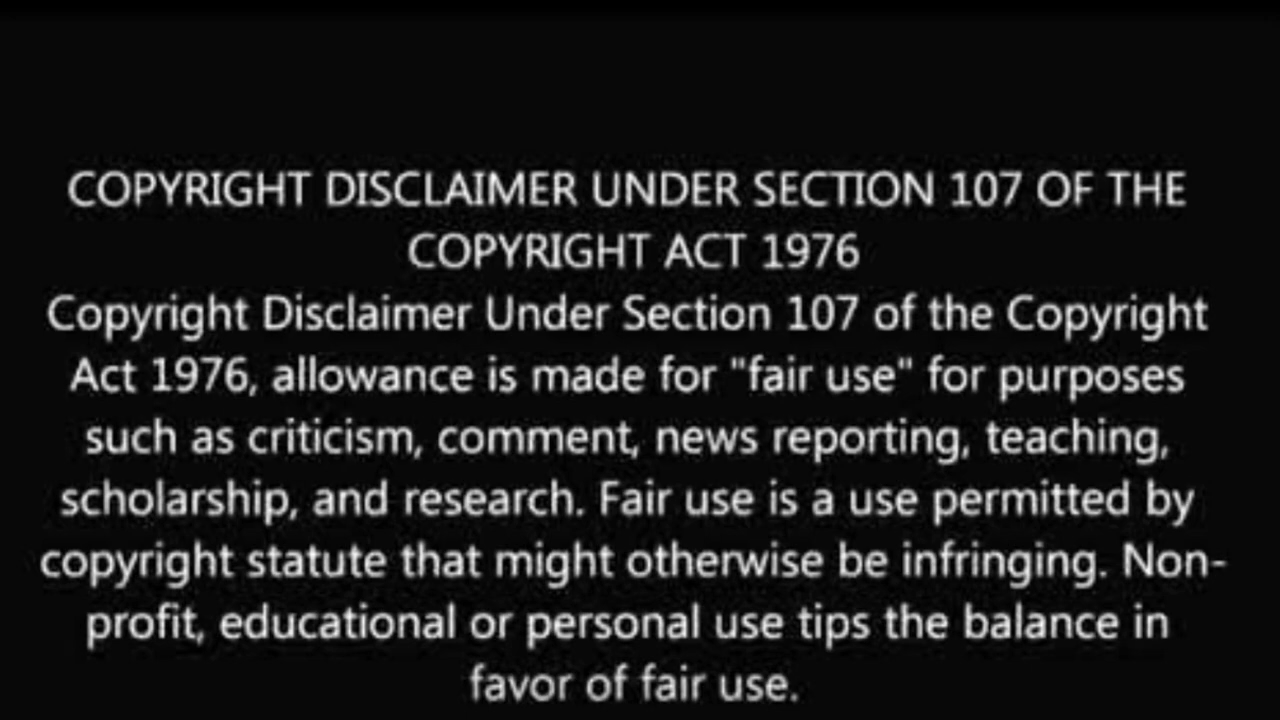 COPYRIGHT DISCLAIMER UNDER SECTION 107 OF THE
COPYRIGHT ACT 1976
Copyright Disclaimer Under Section 107 of the Copyright
Act 1976, allowance is made for "fair use" for purposes
such as criticism, comment, news reporting, teaching,
scholarship, and research. Fair use is a use permitted by
copyright statute that might otherwise be infringing. Non-
profit, educational or personal use tips the balance in
favor of fair use.